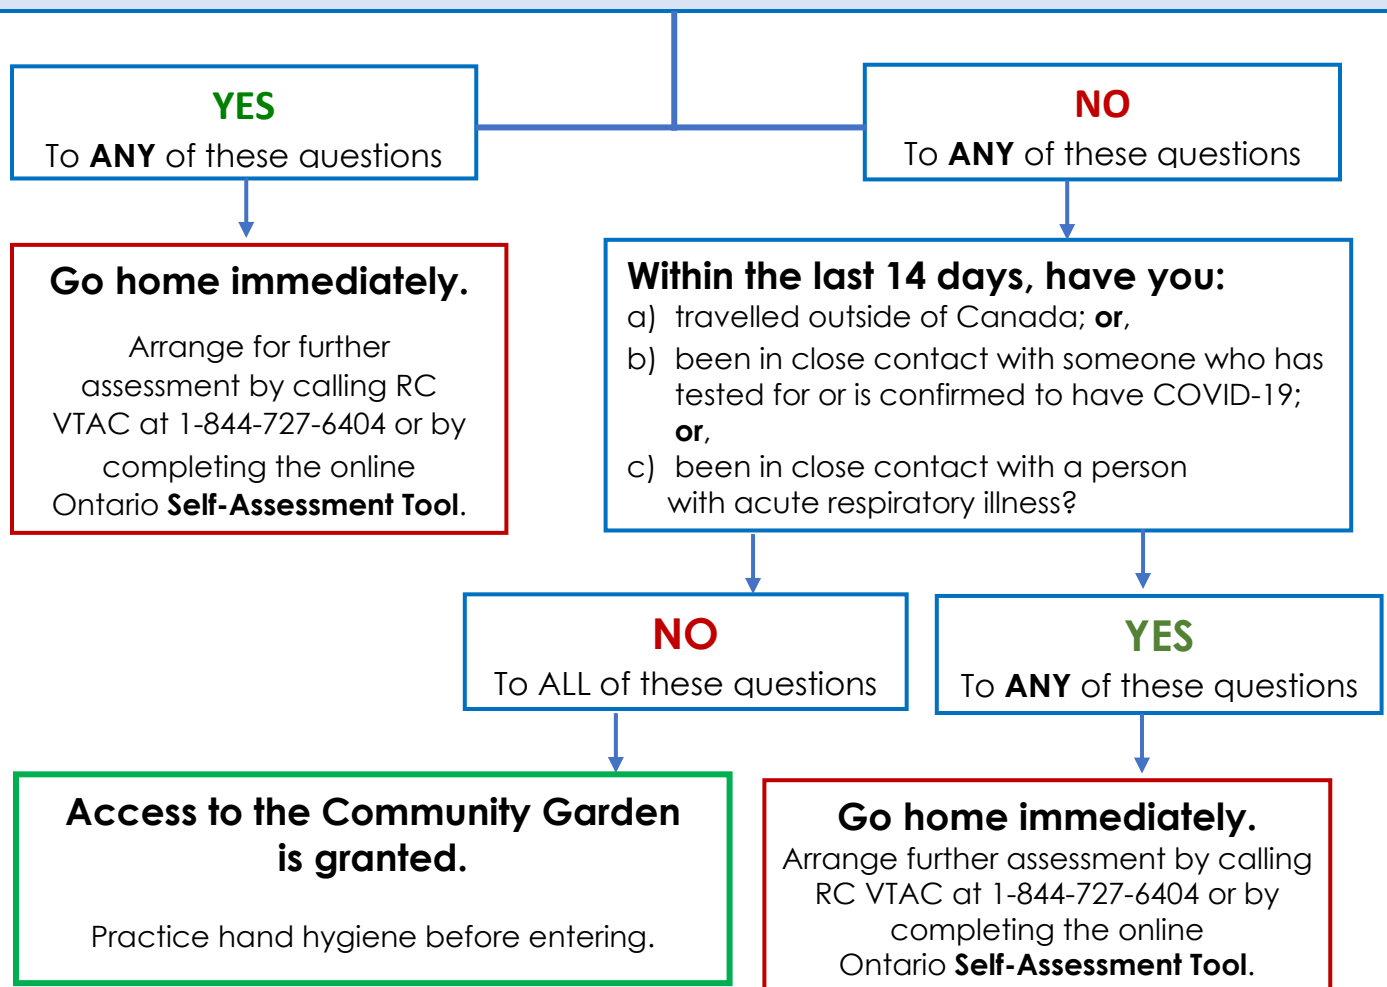 YES
To ANY of these questions
NO
To ANY of these questions
Go home immediately.
Arrange for further
assessment by calling RC
VTAC at 1-844-727-6404 or by
completing the online
Ontario Self-Assessment Tool.
Within the last 14 days, have you:
a) travelled outside of Canada; or,
b) been in close contact with someone who has
tested for or is confirmed to have COVID-19;
or,
c) been in close contact with a person
with acute respiratory illness?
NO
To ALL of these questions
YES
To ANY of these questions
Access to the Community Garden
is granted.
Practice hand hygiene before entering.
Go home immediately.
Arrange further assessment by calling
RC VTAC at 1-844-727-6404 or by
completing the online
Ontario Self-Assessment Tool.